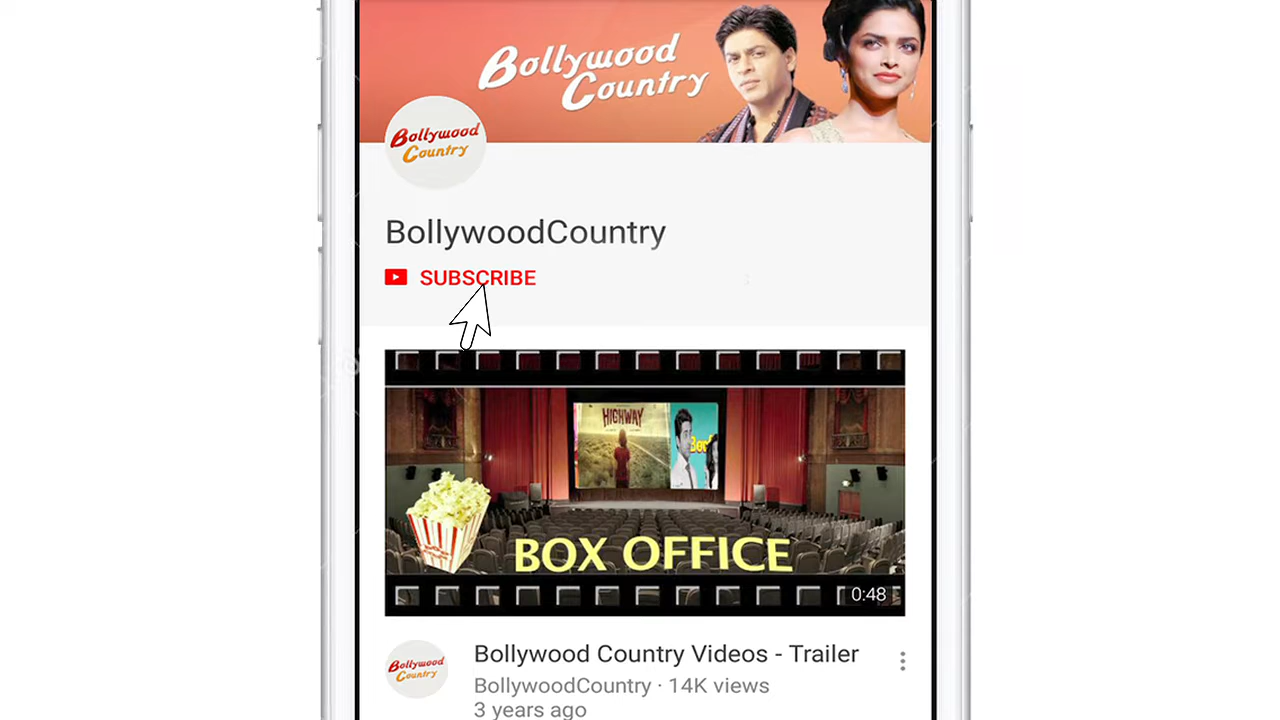 Bollywood
Country
Bollywood
Country
BollywoodCountry
SUBSCRIBE
HIGHWAY
BOX OFFICE
0:48
Bollywood
Country
Bollywood Country Videos - Trailer
BollywoodCountry · 14K views
3 years ago